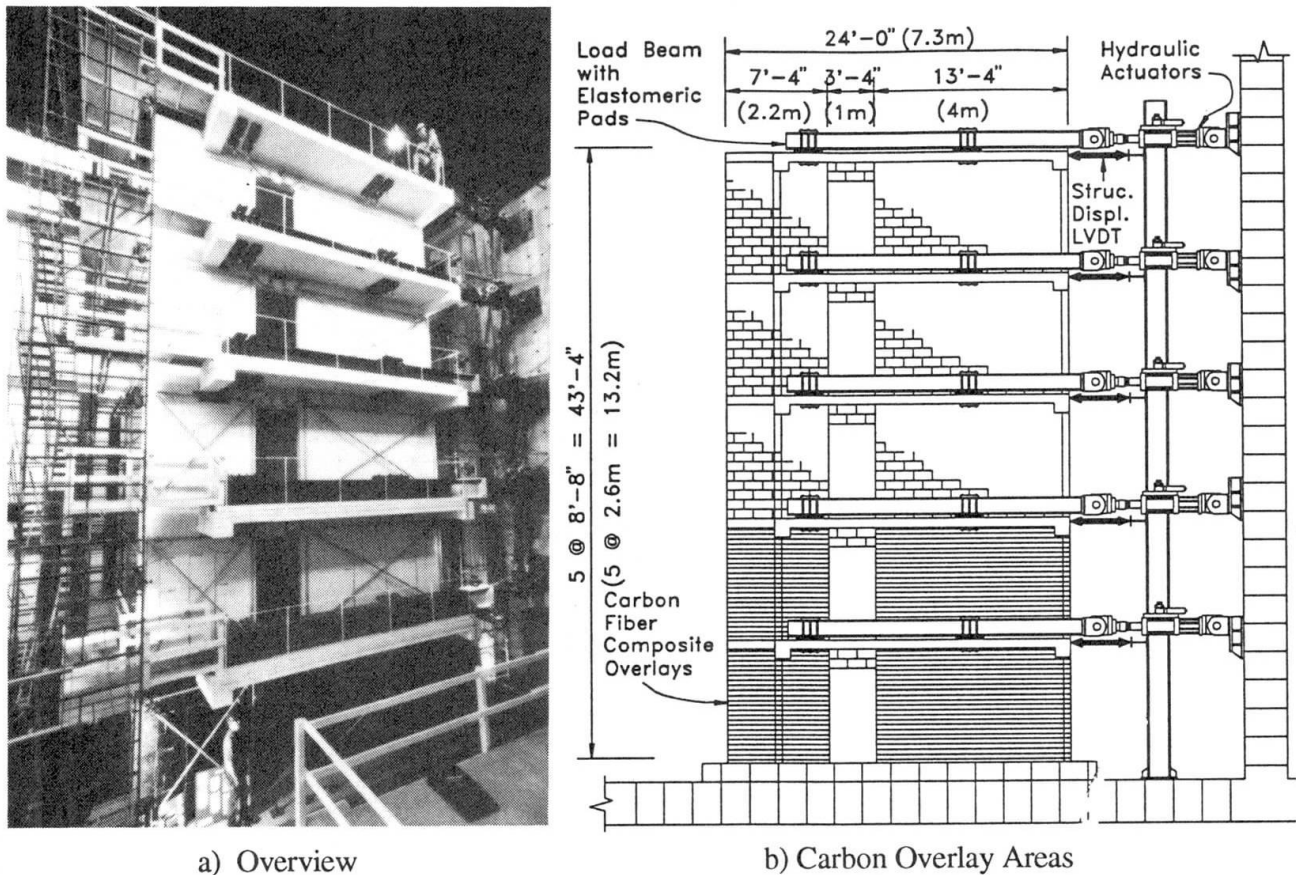 24'-0" (7.3m)
Load Beam
with
Elastomeric
Pads
7'-4"
3'-4"
13'-4"
(2.2m)
(1m)
(4m)
Hydraulic
Actuators
Struc.
Displ.
LVDT
5 @ 8'-8" = 43'-4"
(5 @ 2.6m = 13.2m)
Carbon
Fiber
Composite
Overlays
a) Overview
b) Carbon Overlay Areas